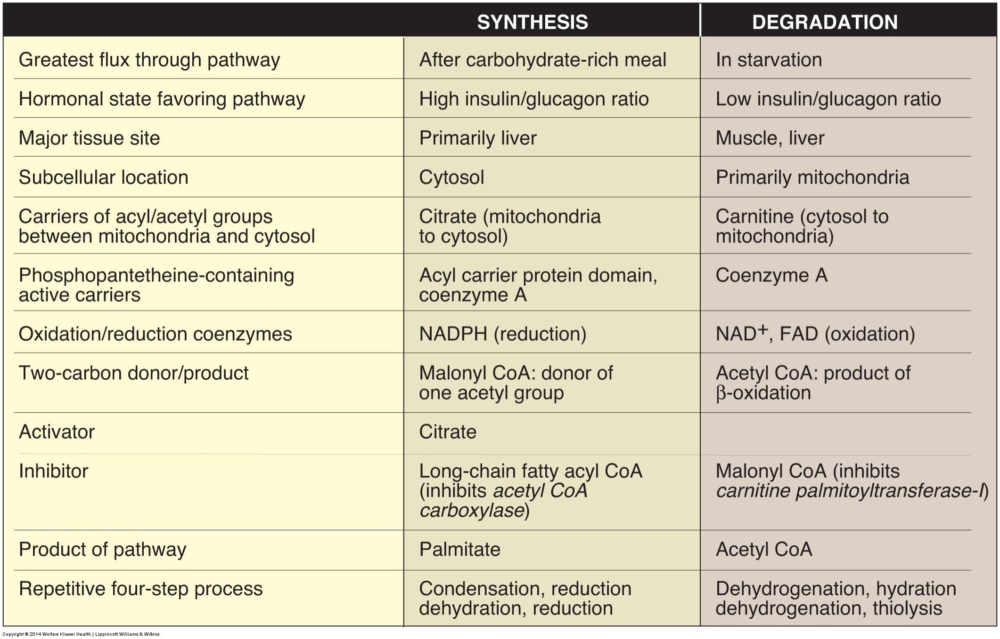 SYNTHESIS DEGRADATION
Greatest flux through pathway After carbohydrate-rich meal In starvation
Hormonal state favoring pathway High insulin/glucagon ratio Low insulin/glucagon ratio
Major tissue site Primarily liver Muscle, liver
Subcellular location Cytosol Primarily mitochondria
Carriers of acyl/acetyl groups Citrate (mitochondria Carnitine (cytosol to
between mitochondria and cytosol to cytosol) mitochondria)
Phosphopantetheine-containing Acyl carrier protein domain, Coenzyme A
active carriers coenzyme A
Oxidation/reduction coenzymes NADPH (reduction) NAD+, FAD (oxidation)
Two-carbon donor/product Malonyl CoA: donor of Acetyl CoA: product of
one acetyl group β-oxidation
Activator Citrate
Inhibitor Long-chain fatty acyl CoA Malonyl CoA (inhibits
(inhibits acetyl CoA carnitine palmitoyltransferase-I)
carboxylase)
Product of pathway Palmitate Acetyl CoA
Repetitive four-step process Condensation, reduction Dehydrogenation, hydration
dehydration, reduction dehydrogenation, thiolysis
Copyright © 2014 Wolters Kluwer Health | Lippincott Williams & Wilkins